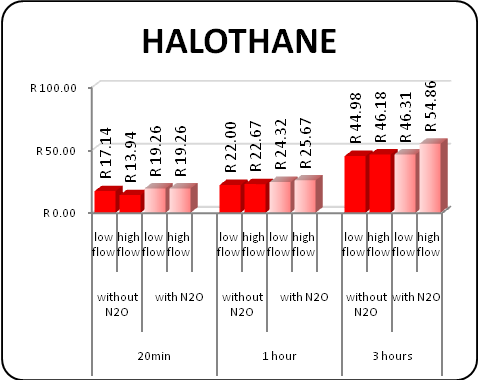 HALOTHANE
R 100.00
R 50.00
R 0.00
R 17.14
R 13.94
R 19.26
R 19.26
R 22.00
R 22.67
R 24.32
R 25.67
R 44.98
R 46.18
R 46.31
R 54.86
low flow
high flow
low flow
high flow
low flow
high flow
low flow
high flow
low flow
high flow
low flow
high flow
without N2O
with N2O
without N2O
with N2O
without N2O
with N2O
20min
1 hour
3 hours